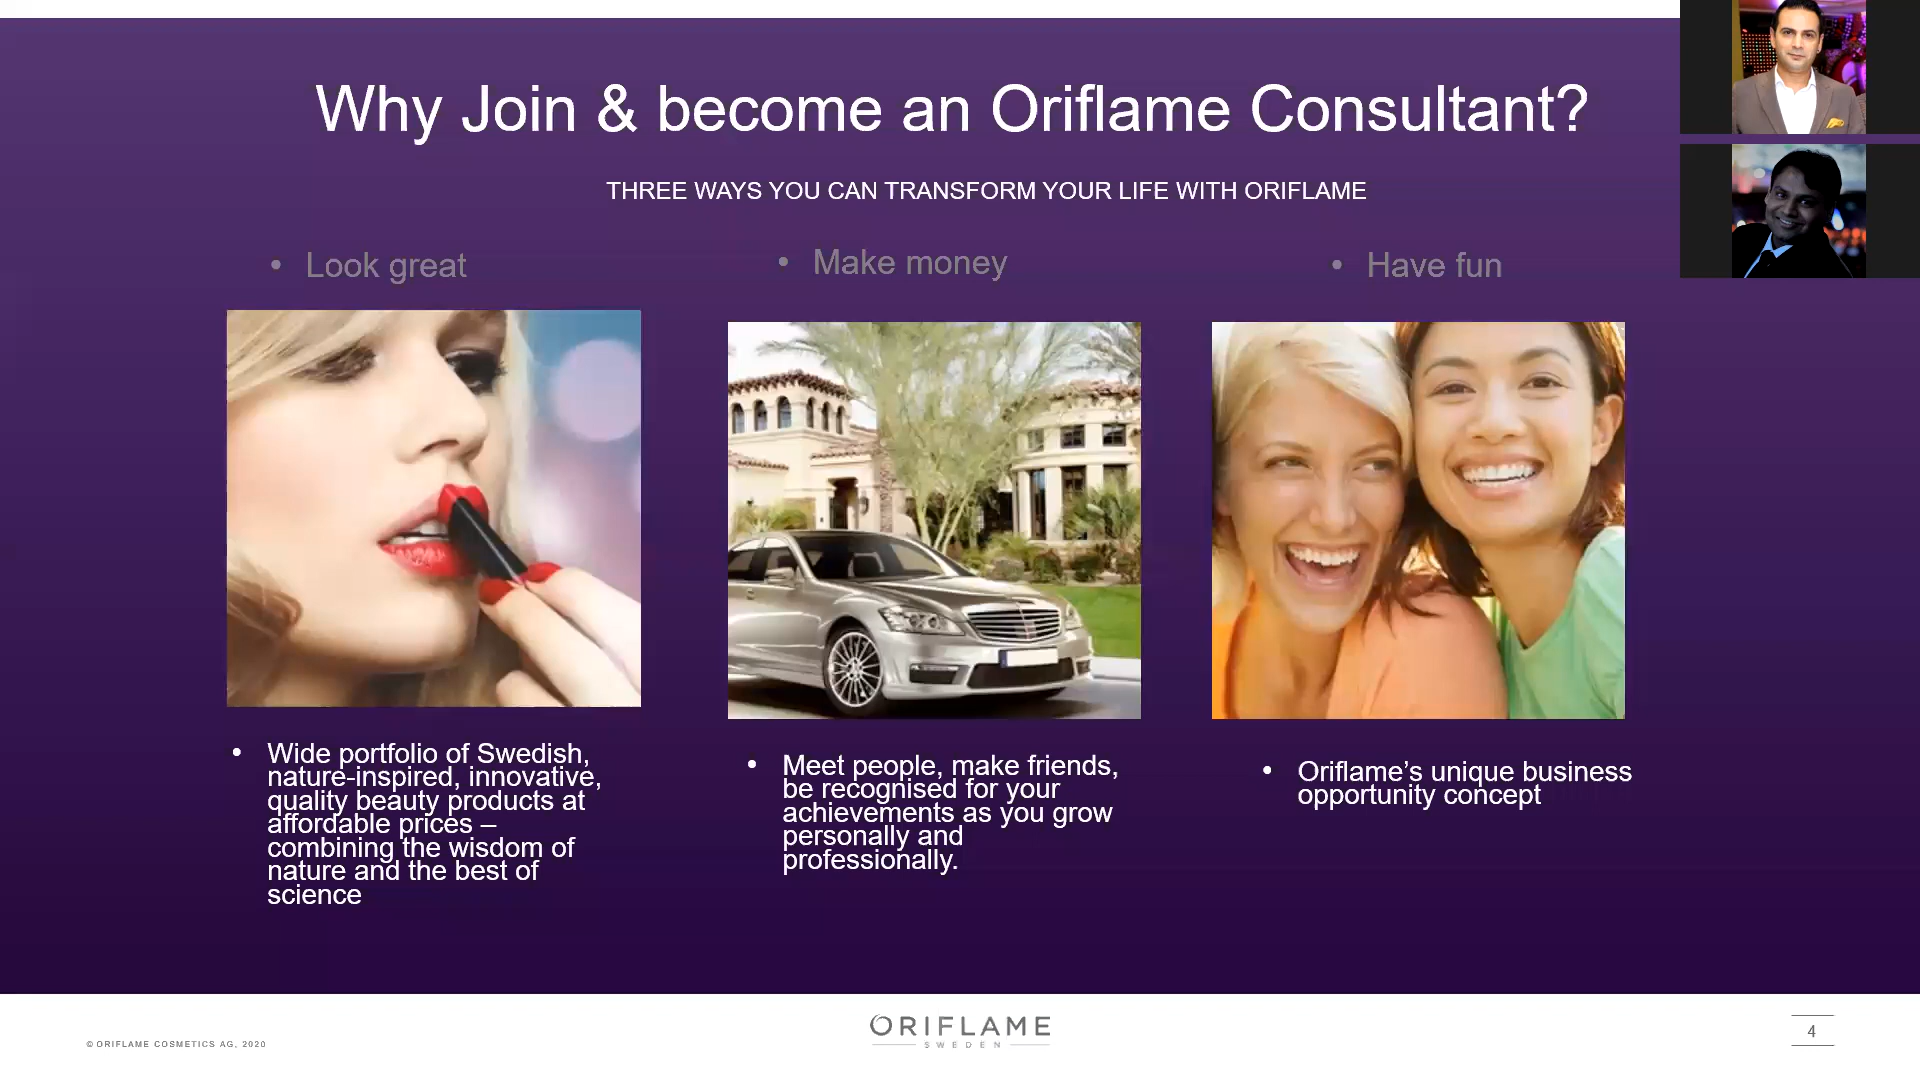 Why Join & become an Oriflame Consultant?
THREE WAYS YOU CAN TRANSFORM YOUR LIFE WITH ORIFLAME
• Look great
• Make money
• Have fun
• Wide portfolio of Swedish,
nature-inspired, innovative,
quality beauty products at
affordable prices –
combining the wisdom of
nature and the best of
science
• Meet people, make friends,
be recognised for your
achievements as you grow
personally and
professionally.
• Oriflame’s unique business
opportunity concept
© ORIFLAME COSMETICS AG, 2020
ORIFLAME
SWEDEN
4